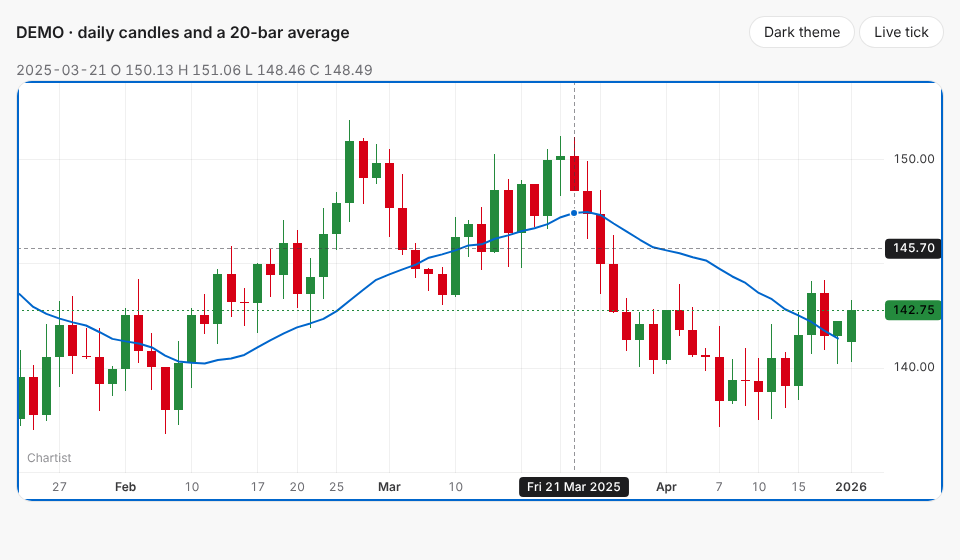 DEMO · daily candles and a 20-bar average
Dark theme
Live tick
2025-03-21 O 150.13 H 151.06 L 148.46 C 148.49
150.00
145.70
142.75
140.00
Chartist
27 Feb 10 17 20 25 Mar 10 Fri 21 Mar 2025 Apr 7 10 15 2026